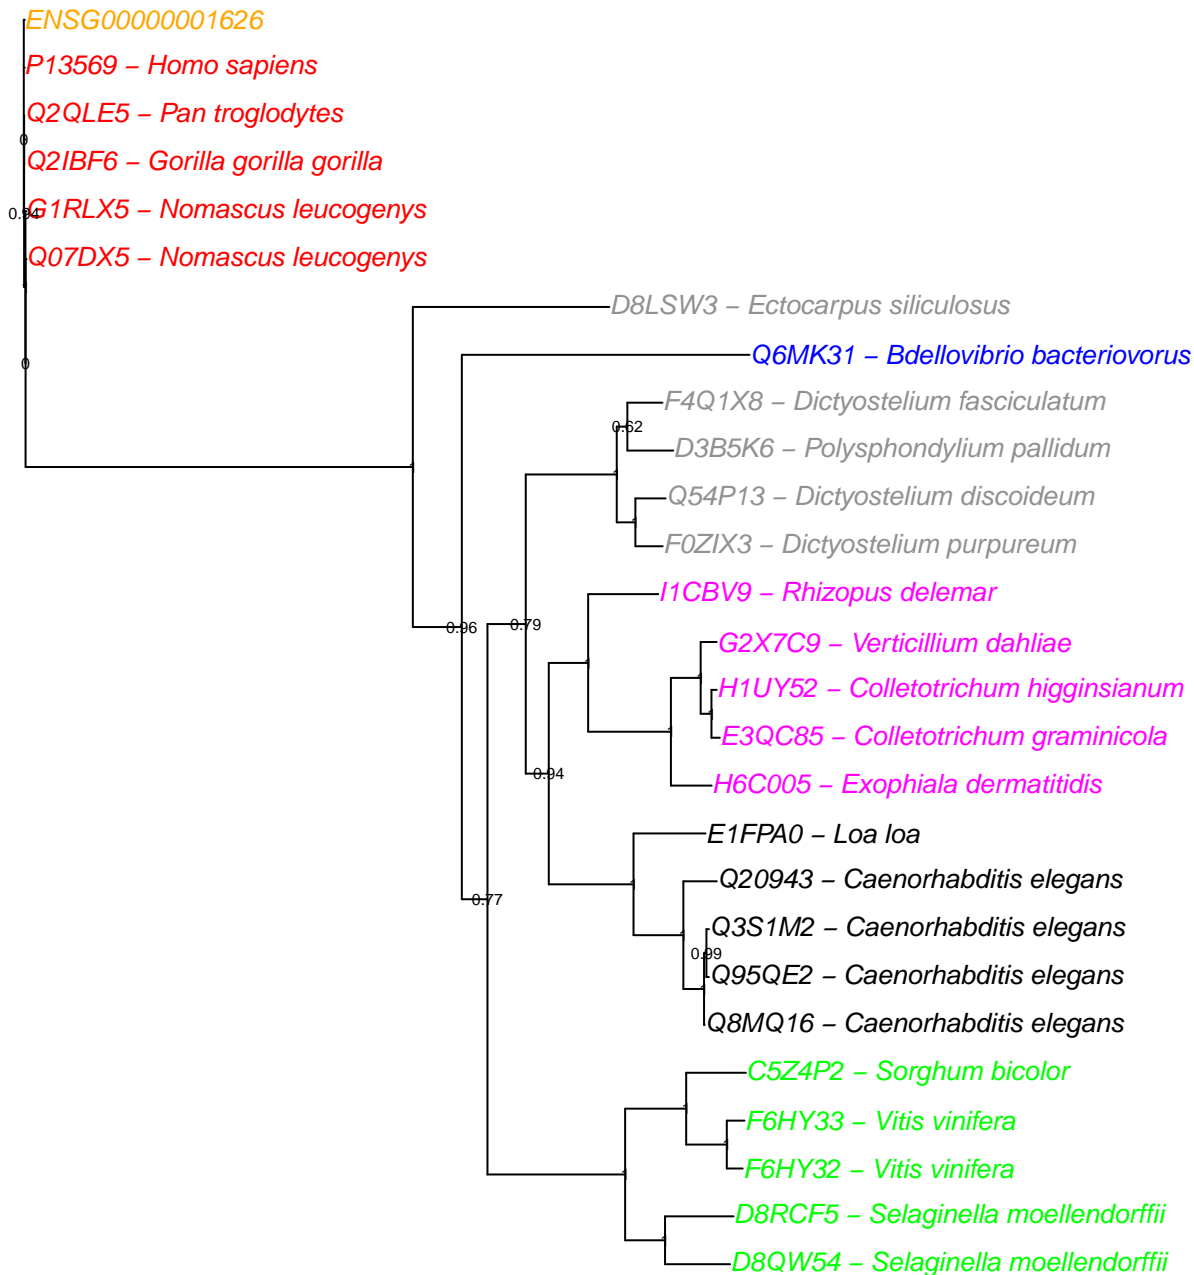 ENSG00000001626
P13569 – Homo sapiens
Q2QLE5 – Pan troglodytes
0
Q2IBF6 – Gorilla gorilla gorilla
0.94
G1RLX5 – Nomascus leucogenys
Q07DX5 – Nomascus leucogenys
D8LSW3 – Ectocarpus siliculosus
Q6MK31 – Bdellovibrio bacteriovorus
0
F4Q1X8 – Dictyostelium fasciculatum
0.62
D3B5K6 – Polysphondylium pallidum
Q54P13 – Dictyostelium discoideum
F0ZIX3 – Dictyostelium purpureum
I1CBV9 – Rhizopus delemar
0.96
0.79
G2X7C9 – Verticillium dahliae
H1UY52 – Colletotrichum higginsianum
E3QC85 – Colletotrichum graminicola
0.94
H6C005 – Exophiala dermatitidis
E1FPA0 – Loa loa
Q20943 – Caenorhabditis elegans
0.77
Q3S1M2 – Caenorhabditis elegans
0.99
Q95QE2 – Caenorhabditis elegans
Q8MQ16 – Caenorhabditis elegans
C5Z4P2 – Sorghum bicolor
F6HY33 – Vitis vinifera
F6HY32 – Vitis vinifera
D8RCF5 – Selaginella moellendorffii
D8QW54 – Selaginella moellendorffii